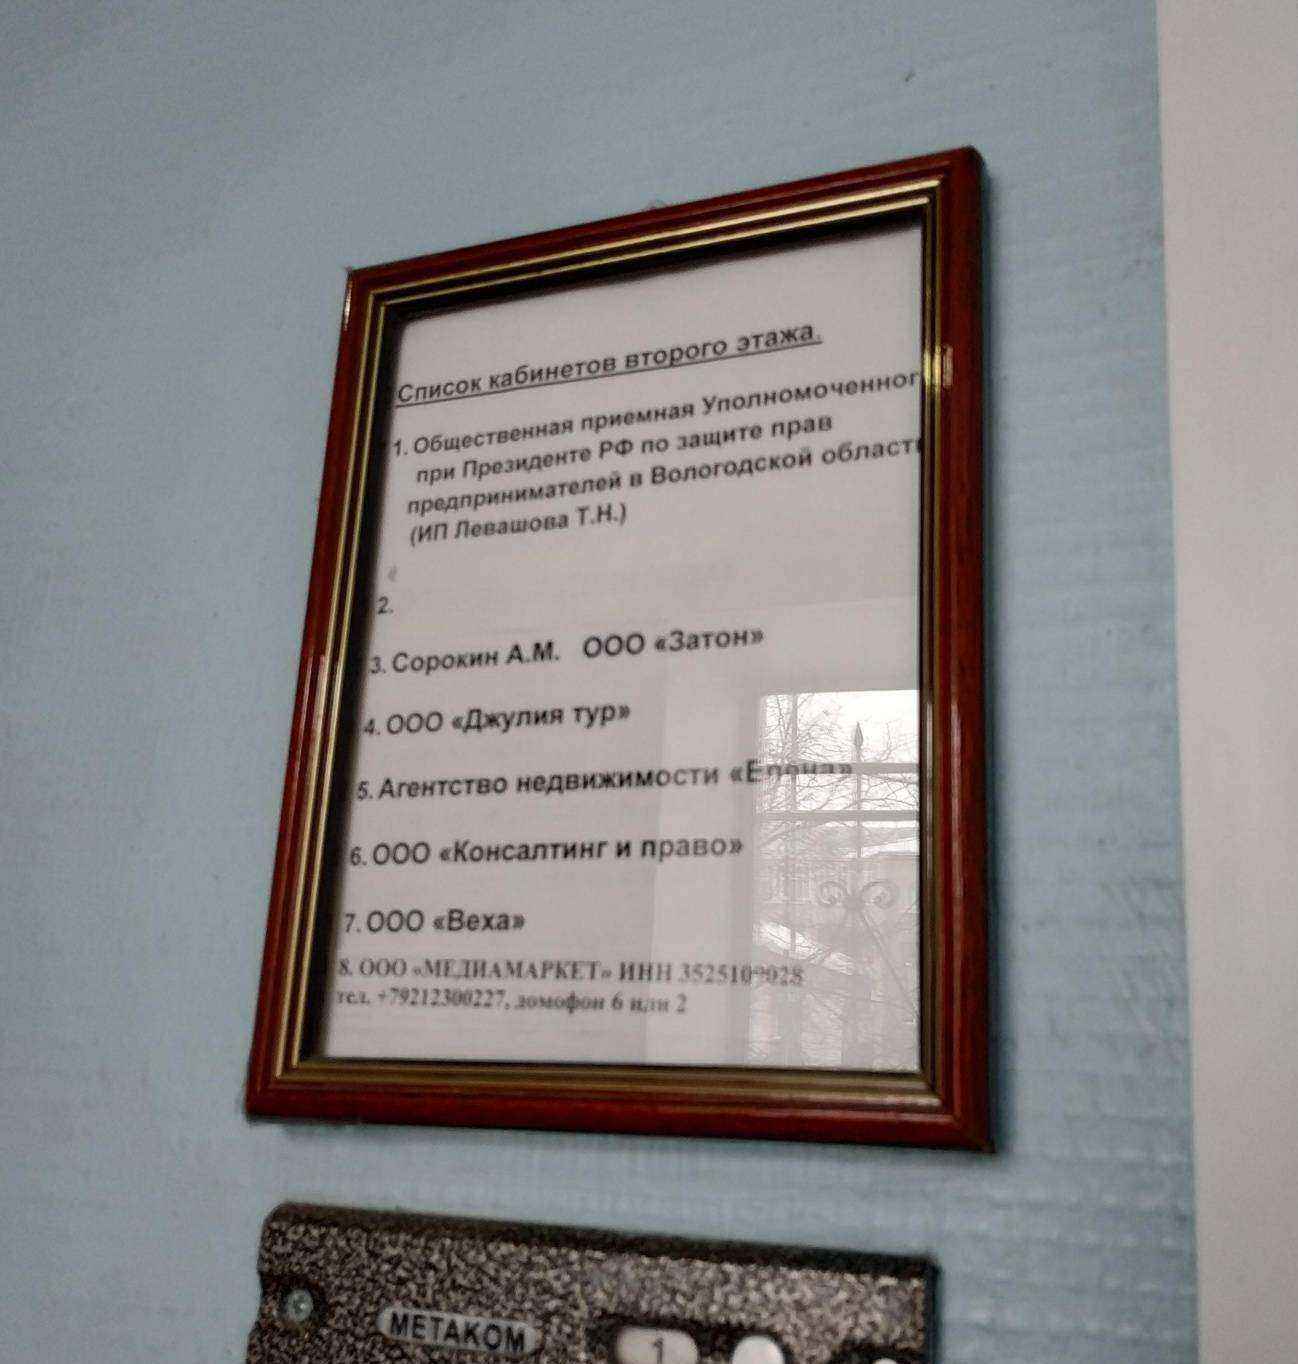 Список кабинетов второго этажа.
1. Общественная приемная Уполномоченног
при Президенте РФ по защите прав
предпринимателей в Вологодской област
(ИП Левашова Т.Н.)
2.
3. Сорокин А.М. ООО «Затон»
4. ООО «Джулия тур»
5. Агентство недвижимости
6. ООО «Консалтинг и право»
7. ООО «Веха»
8. ООО «МЕДИАМАРКЕТ» ИНН
тел. +79212300227, домофон 6 или 2
МЕТАКОМ
1